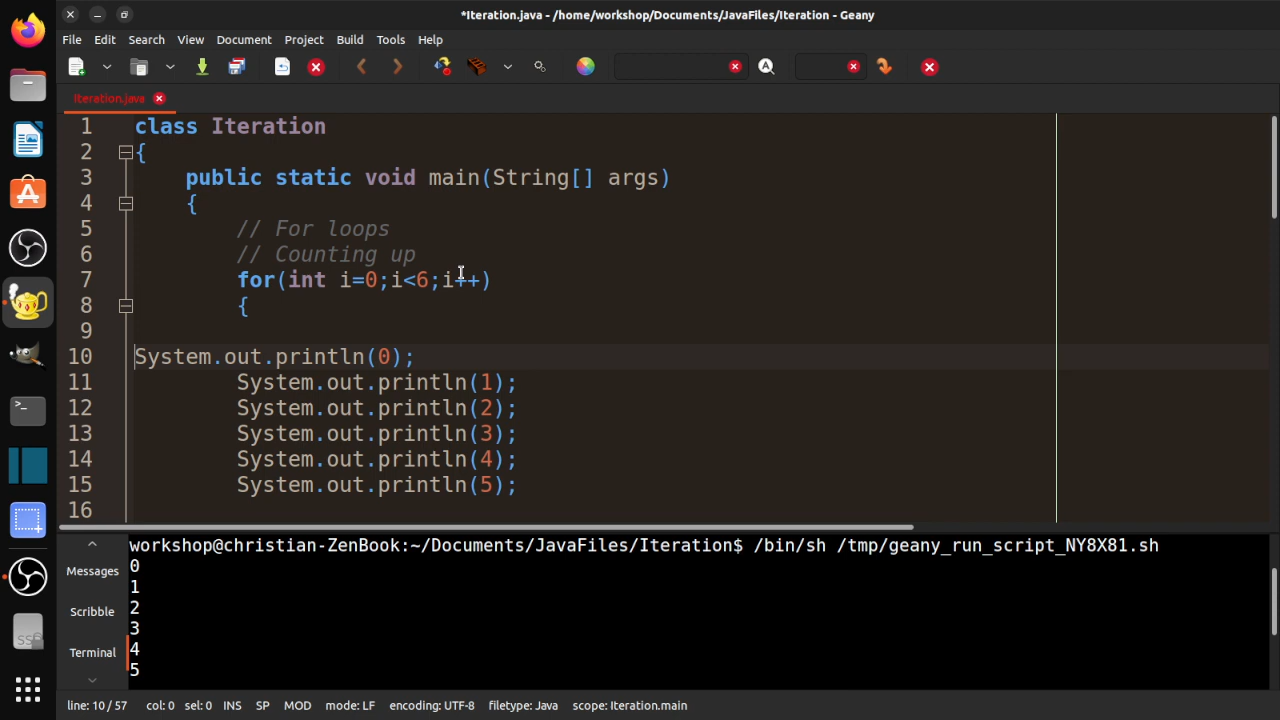 *Iteration.java - /home/workshop/Documents/JavaFiles/Iteration - Geany
File Edit Search View Document Project Build Tools Help
Iteration.java
1 class Iteration
2 {
3 public static void main(String[] args)
4 {
5 // For loops
6 // Counting up
7 for(int i=0;i<6;i++)
8 {
9
10 System.out.println(0);
11 System.out.println(1);
12 System.out.println(2);
13 System.out.println(3);
14 System.out.println(4);
15 System.out.println(5);
16
Messages
Scribble
Terminal
workshop@christian-ZenBook:~/Documents/JavaFiles/Iteration$ /bin/sh /tmp/geany_run_script_NY8X81.sh
0
1
2
3
4
5
line: 10 / 57 col: 0 sel: 0 INS SP MOD mode: LF encoding: UTF-8 filetype: Java scope: Iteration.main